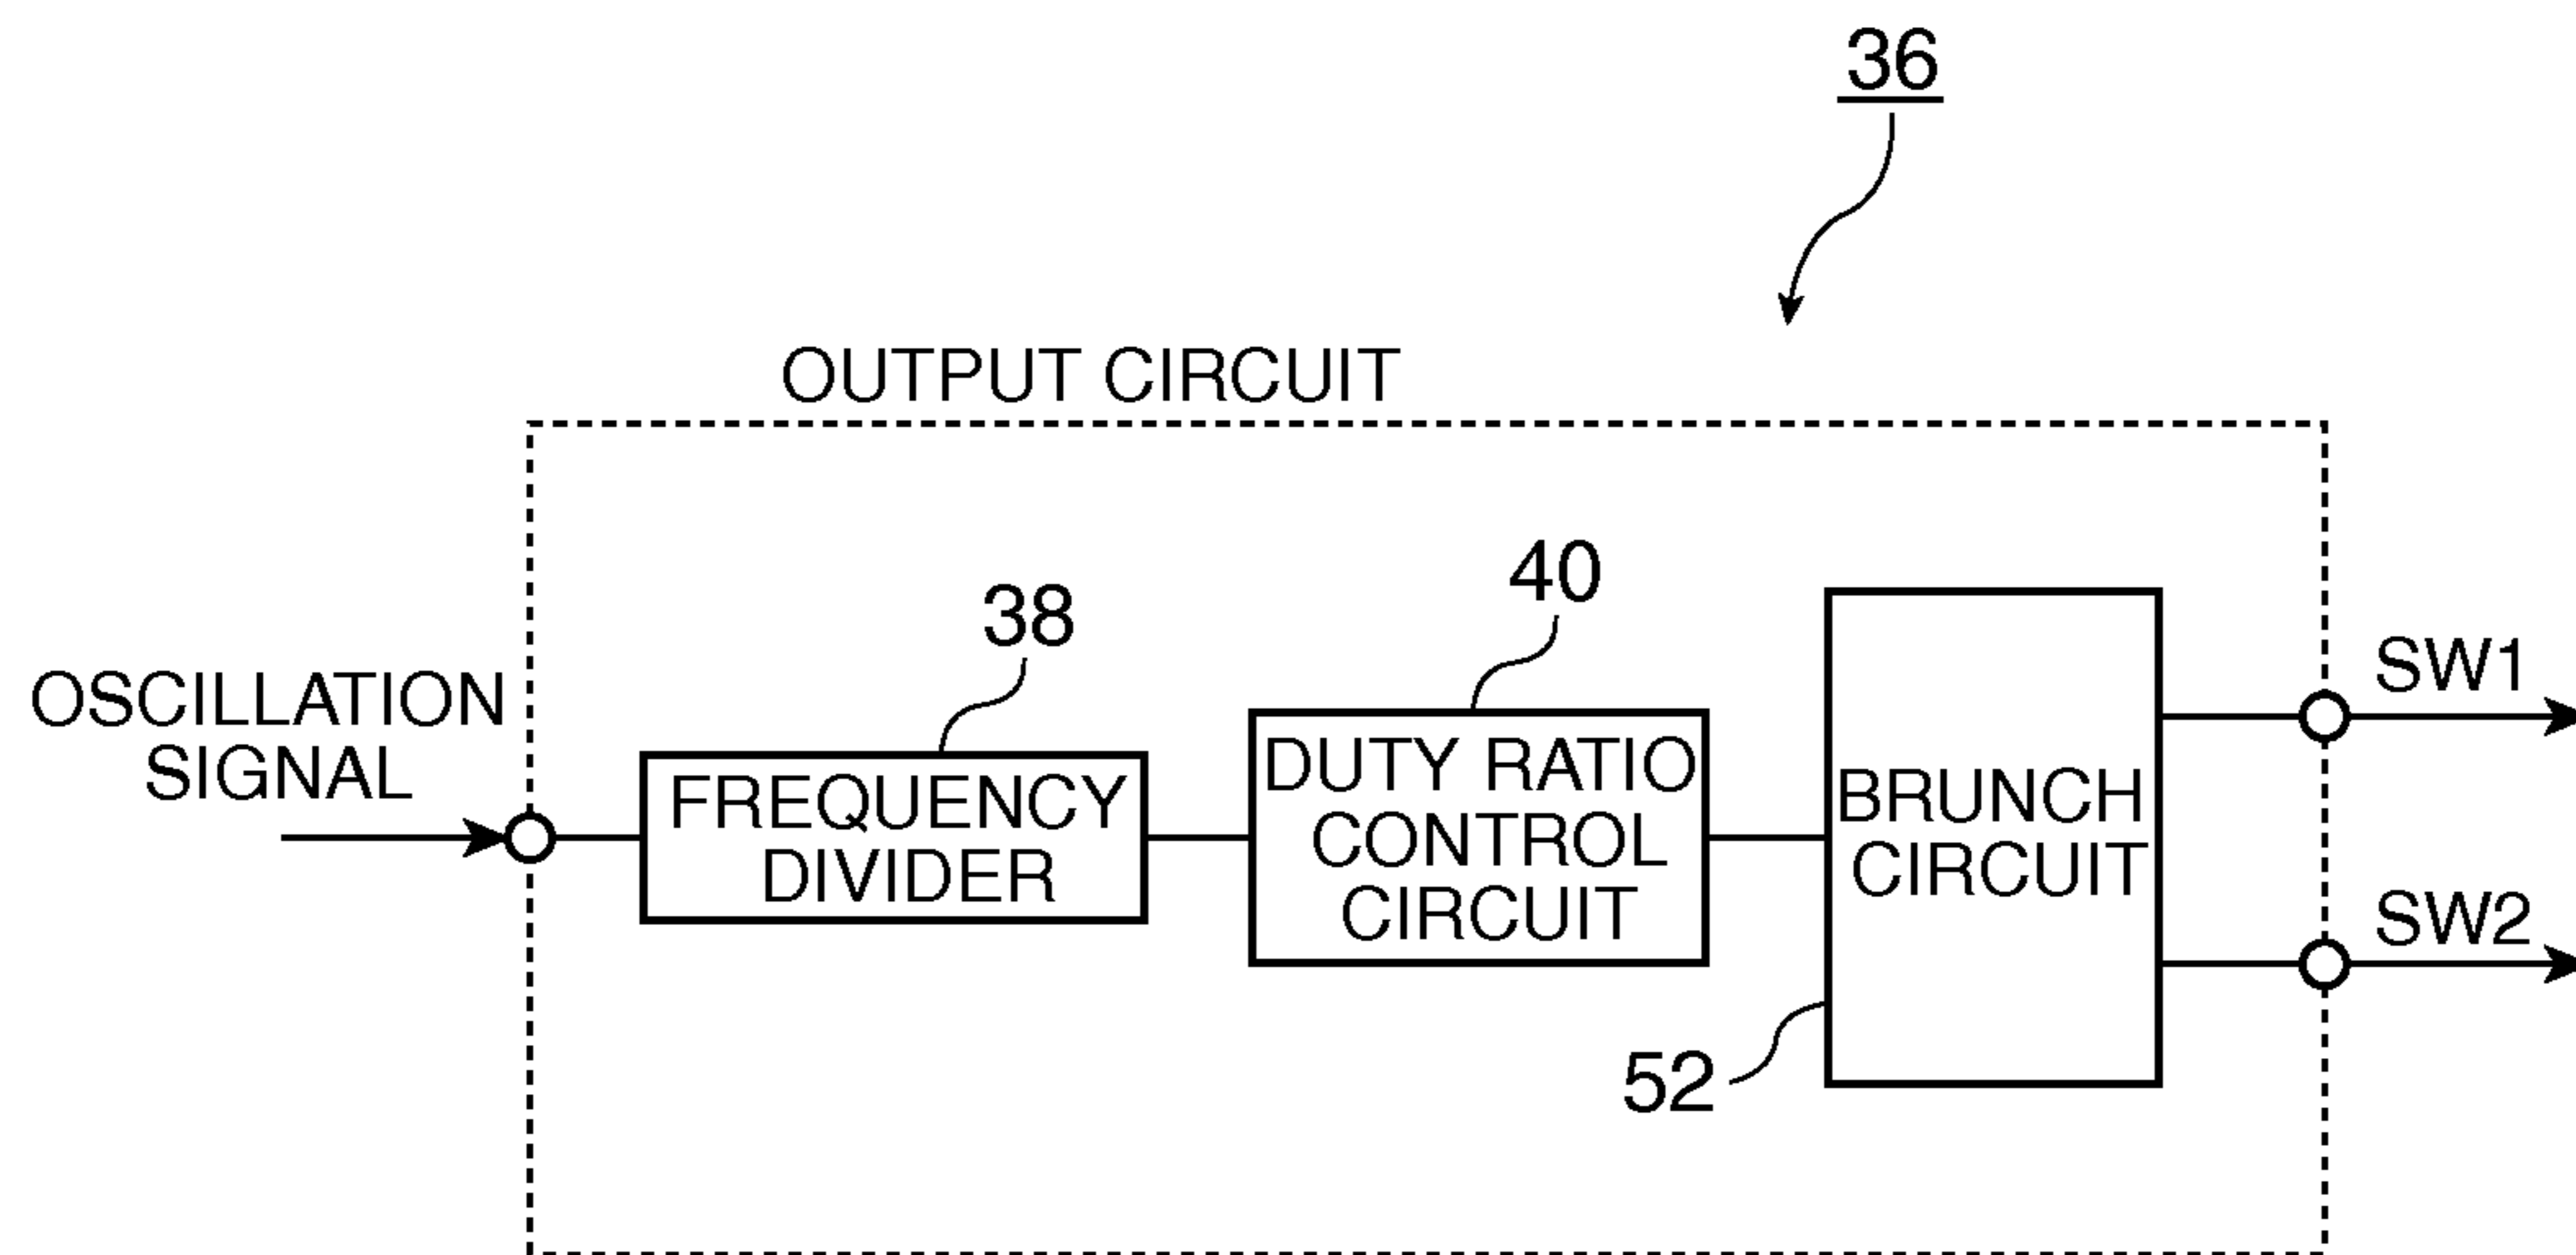 36
OUTPUT CIRCUIT
40
38
OSCILLATION
SIGNAL
FREQUENCY
DIVIDER
DUTY RATIO
CONTROL
CIRCUIT
BRUNCH
CIRCUIT
SW1
SW2
52